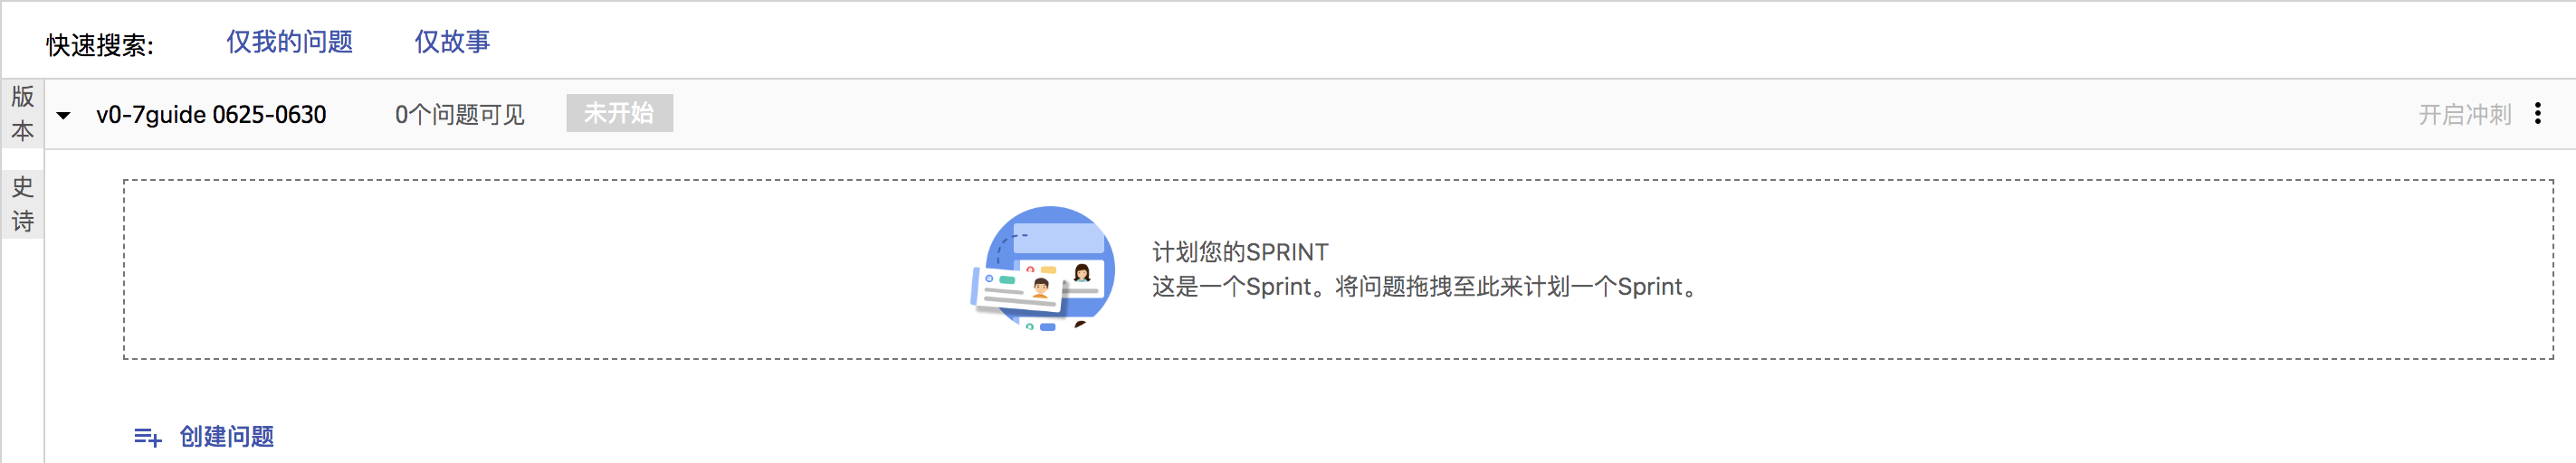 快速搜索: 仅我的问题 仅故事
版本
v0-7guide 0625-0630 0个问题可见 未开始 开启冲刺
史诗
计划您的SPRINT
这是一个Sprint。将问题拖拽至此来计划一个Sprint。
创建问题